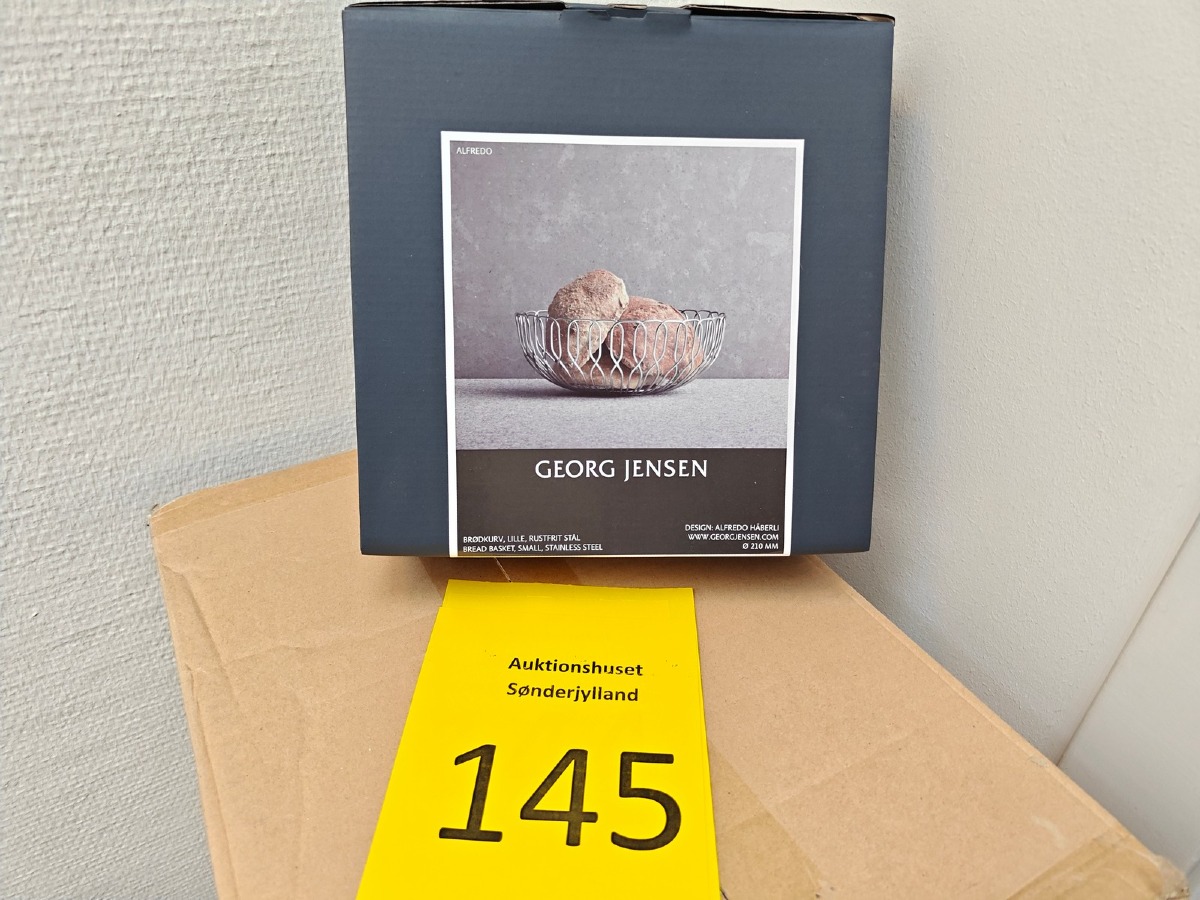 ALFREDO
GEORG JENSEN
BRØDKURV, LILLE, RUSTFRIT STÅL
BREAD BASKET, SMALL, STAINLESS STEEL
DESIGN: ALFREDO HÄBERLI
WWW.GEORGJENSEN.COM
Ø 210 MM
Auktionshuset
Sønderjylland
145